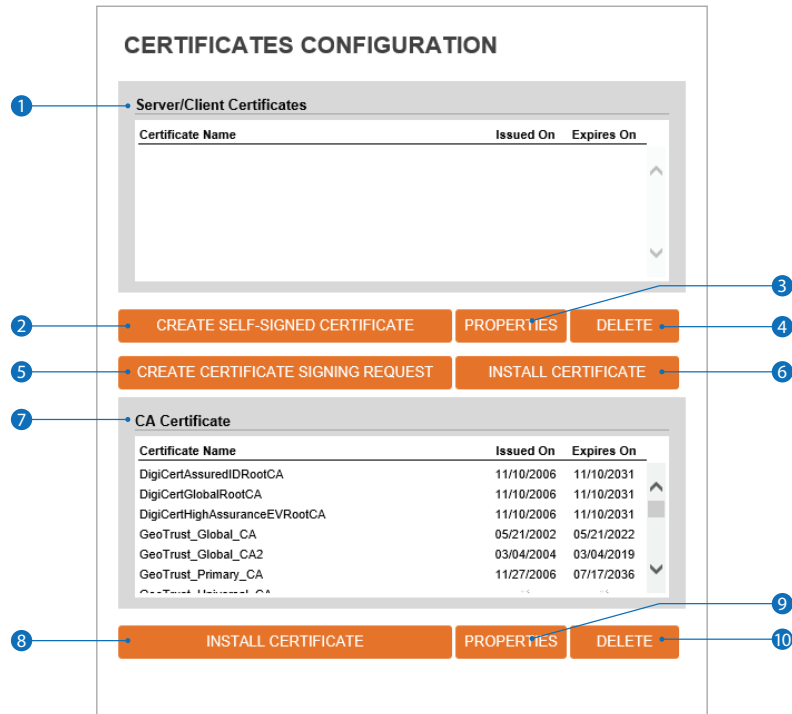 CERTIFICATES CONFIGURATION
1
Server/Client Certificates
Certificate Name Issued On Expires On
3
2 CREATE SELF-SIGNED CERTIFICATE PROPERTIES DELETE 4
5 CREATE CERTIFICATE SIGNING REQUEST INSTALL CERTIFICATE 6
7 CA Certificate
Certificate Name Issued On Expires On
DigiCertAssuredIDRootCA 11/10/2006 11/10/2031
DigiCertGlobalRootCA 11/10/2006 11/10/2031
DigiCertHighAssuranceEVRootCA 11/10/2006 11/10/2031
GeoTrust_Global_CA 05/21/2002 05/21/2022
GeoTrust_Global_CA2 03/04/2004 03/04/2019
GeoTrust_Primary_CA 11/27/2006 07/17/2036
9
8 INSTALL CERTIFICATE PROPERTIES DELETE 10